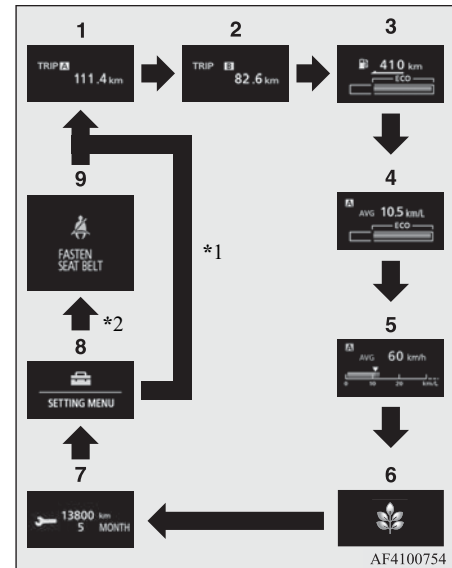 1
TRIP A
111.4 km
2
TRIP B
82.6 km
3
410 km
ECO
4
A
AVG 10.5 km/L
ECO
5
A
AVG 60 km/h
0 10 20 km/L
6
7
13800 km
5 MONTH
8
SETTING MENU
*2
9
FASTEN
SEAT BELT
*1
AF4100754